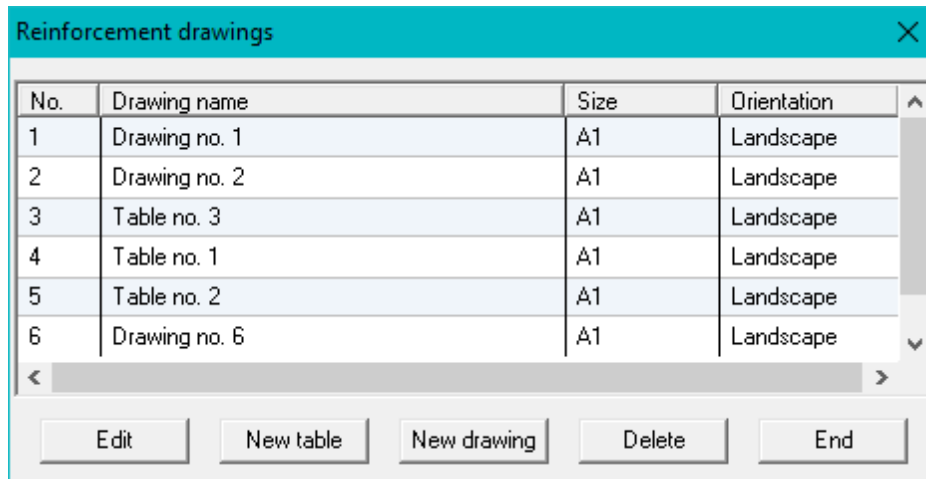 Reinforcement drawings
No. Drawing name Size Orientation
1 Drawing no. 1 A1 Landscape
2 Drawing no. 2 A1 Landscape
3 Table no. 3 A1 Landscape
4 Table no. 1 A1 Landscape
5 Table no. 2 A1 Landscape
6 Drawing no. 6 A1 Landscape
Edit New table New drawing Delete End